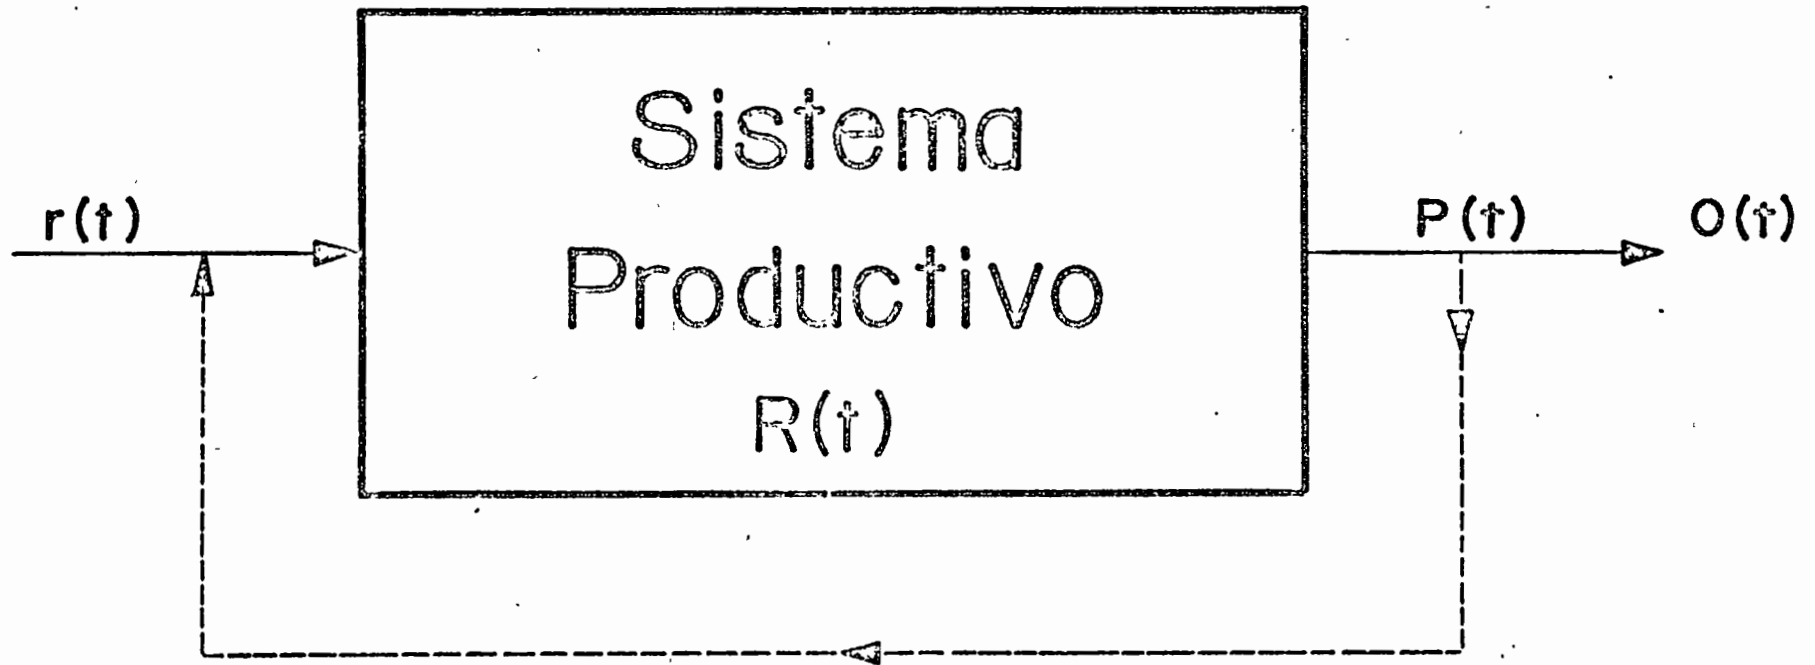 Sistema
r(t)
P(t)
O(t)
Productivo
R(t)